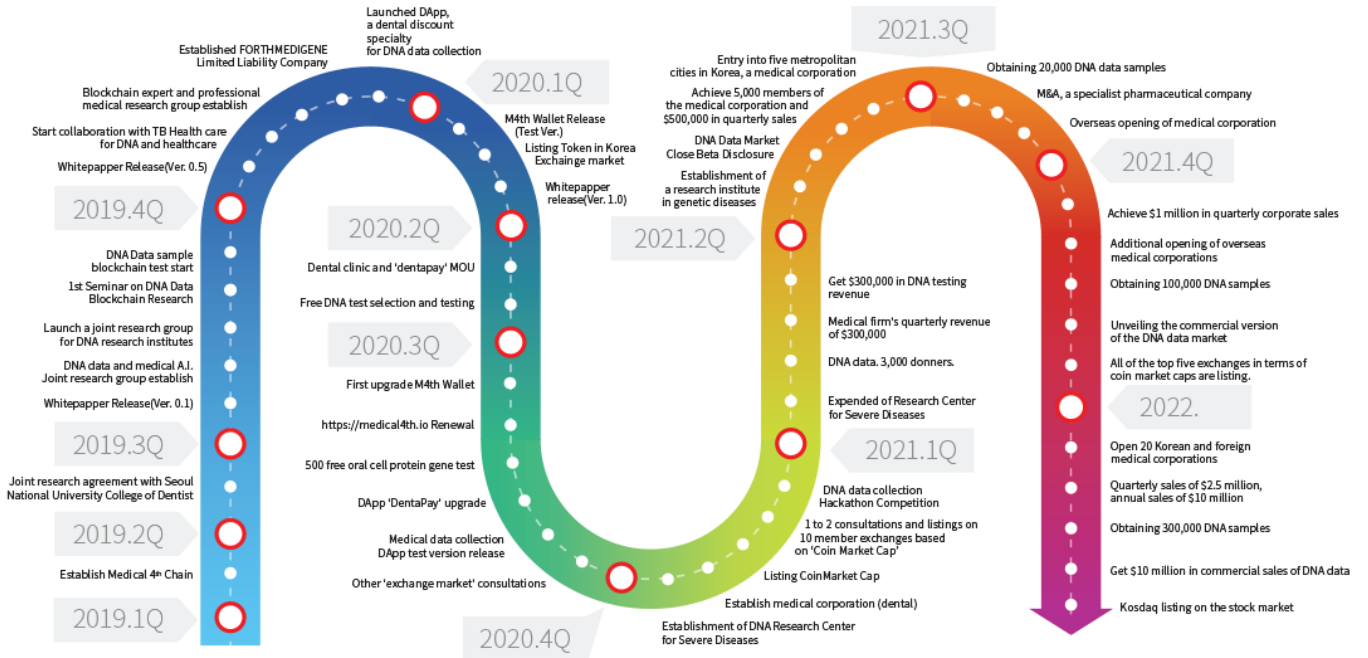 2019.1Q
Establish Medical 4th Chain
2019.2Q
Joint research agreement with Seoul
National University College of Dentist
2019.3Q
Whitepapper Release(Ver. 0.1)
DNA data and medical A.I.
Joint research group establish
Launch a joint research group
for DNA research institutes
1st Seminar on DNA Data
Blockchain Research
DNA Data sample
blockchain test start
2019.4Q
Whitepapper Release(Ver. 0.5)
Start collaboration with TB Health care
for DNA and healthcare
Blockchain expert and professional
medical research group establish
Established FORTHMEDIGENE
Limited Liability Company
Launched DApp,
a dental discount
specialty
for DNA data collection
2020.1Q
M4th Wallet Release
(Test Ver.)
Listing Token in Korea
Exchainge market
Whitepapper
release(Ver. 1.0)
2020.2Q
Dental clinic and 'dentapay' MOU
Free DNA test selection and testing
2020.3Q
First upgrade M4th Wallet
https://medical4th.io Renewal
500 free oral cell protein gene test
DApp 'DentaPay' upgrade
Medical data collection
DApp test version release
Other 'exchange market' consultations
2020.4Q
Establishment of DNA Research Center
for Severe Diseases
Establish medical corporation (dental)
Listing CoinMarket Cap
1 to 2 consultations and listings on
10 member exchanges based
on 'Coin Market Cap'
DNA data collection
Hackathon Competition
2021.1Q
Expended of Research Center
for Severe Diseases
DNA data. 3,000 donners.
Medical firm's quarterly revenue
of $300,000
Get $300,000 in DNA testing
revenue
2021.2Q
Establishment of
a research institute
in genetic diseases
DNA Data Market
Close Beta Disclosure
Achieve 5,000 members of
the medical corporation and
$500,000 in quarterly sales
Entry into five metropolitan
cities in Korea, a medical corporation
2021.3Q
Obtaining 20,000 DNA data samples
M&A, a specialist pharmaceutical company
Overseas opening of medical corporation
2021.4Q
Achieve $1 million in quarterly corporate sales
Additional opening of overseas
medical corporations
Obtaining 100,000 DNA samples
Unveiling the commercial version
of the DNA data market
All of the top five exchanges in terms of
coin market caps are listing.
2022.
Open 20 Korean and foreign
medical corporations
Quarterly sales of $2.5 million,
annual sales of $10 million
Obtaining 300,000 DNA samples
Get $10 million in commercial sales of DNA data
Kosdaq listing on the stock market